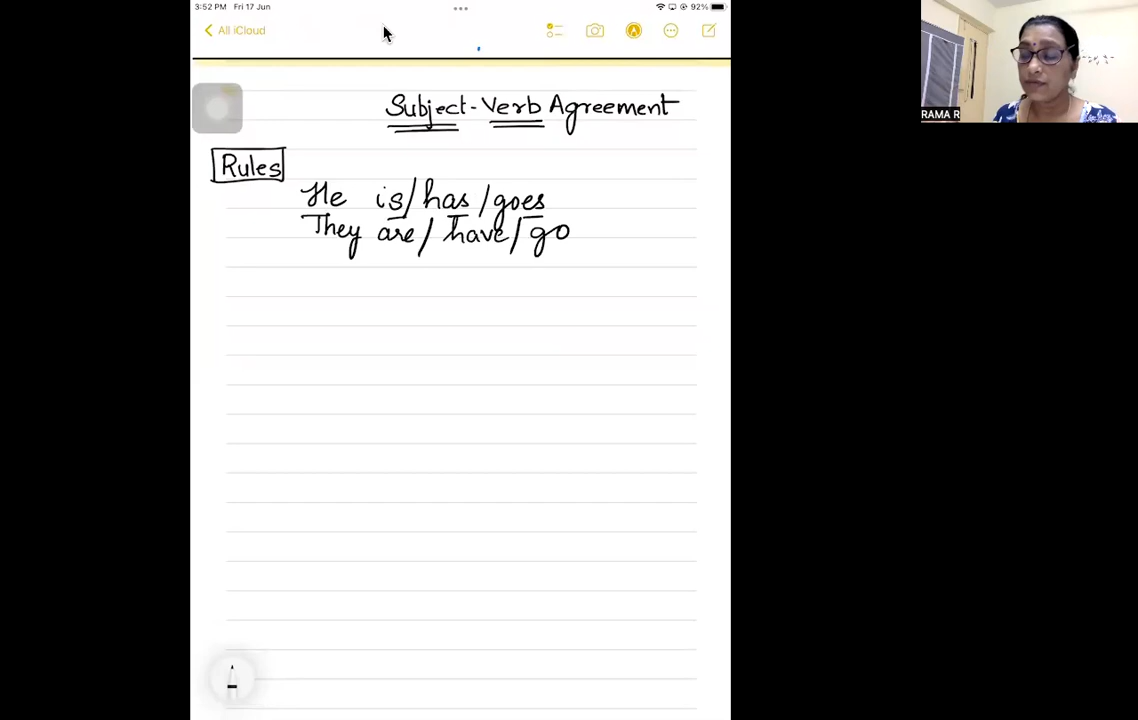 3:52 PM Fri 17 Jun
92%
All iCloud
RAMA R
Subject-Verb Agreement
Rules
He is/has/goes
They are/have/go